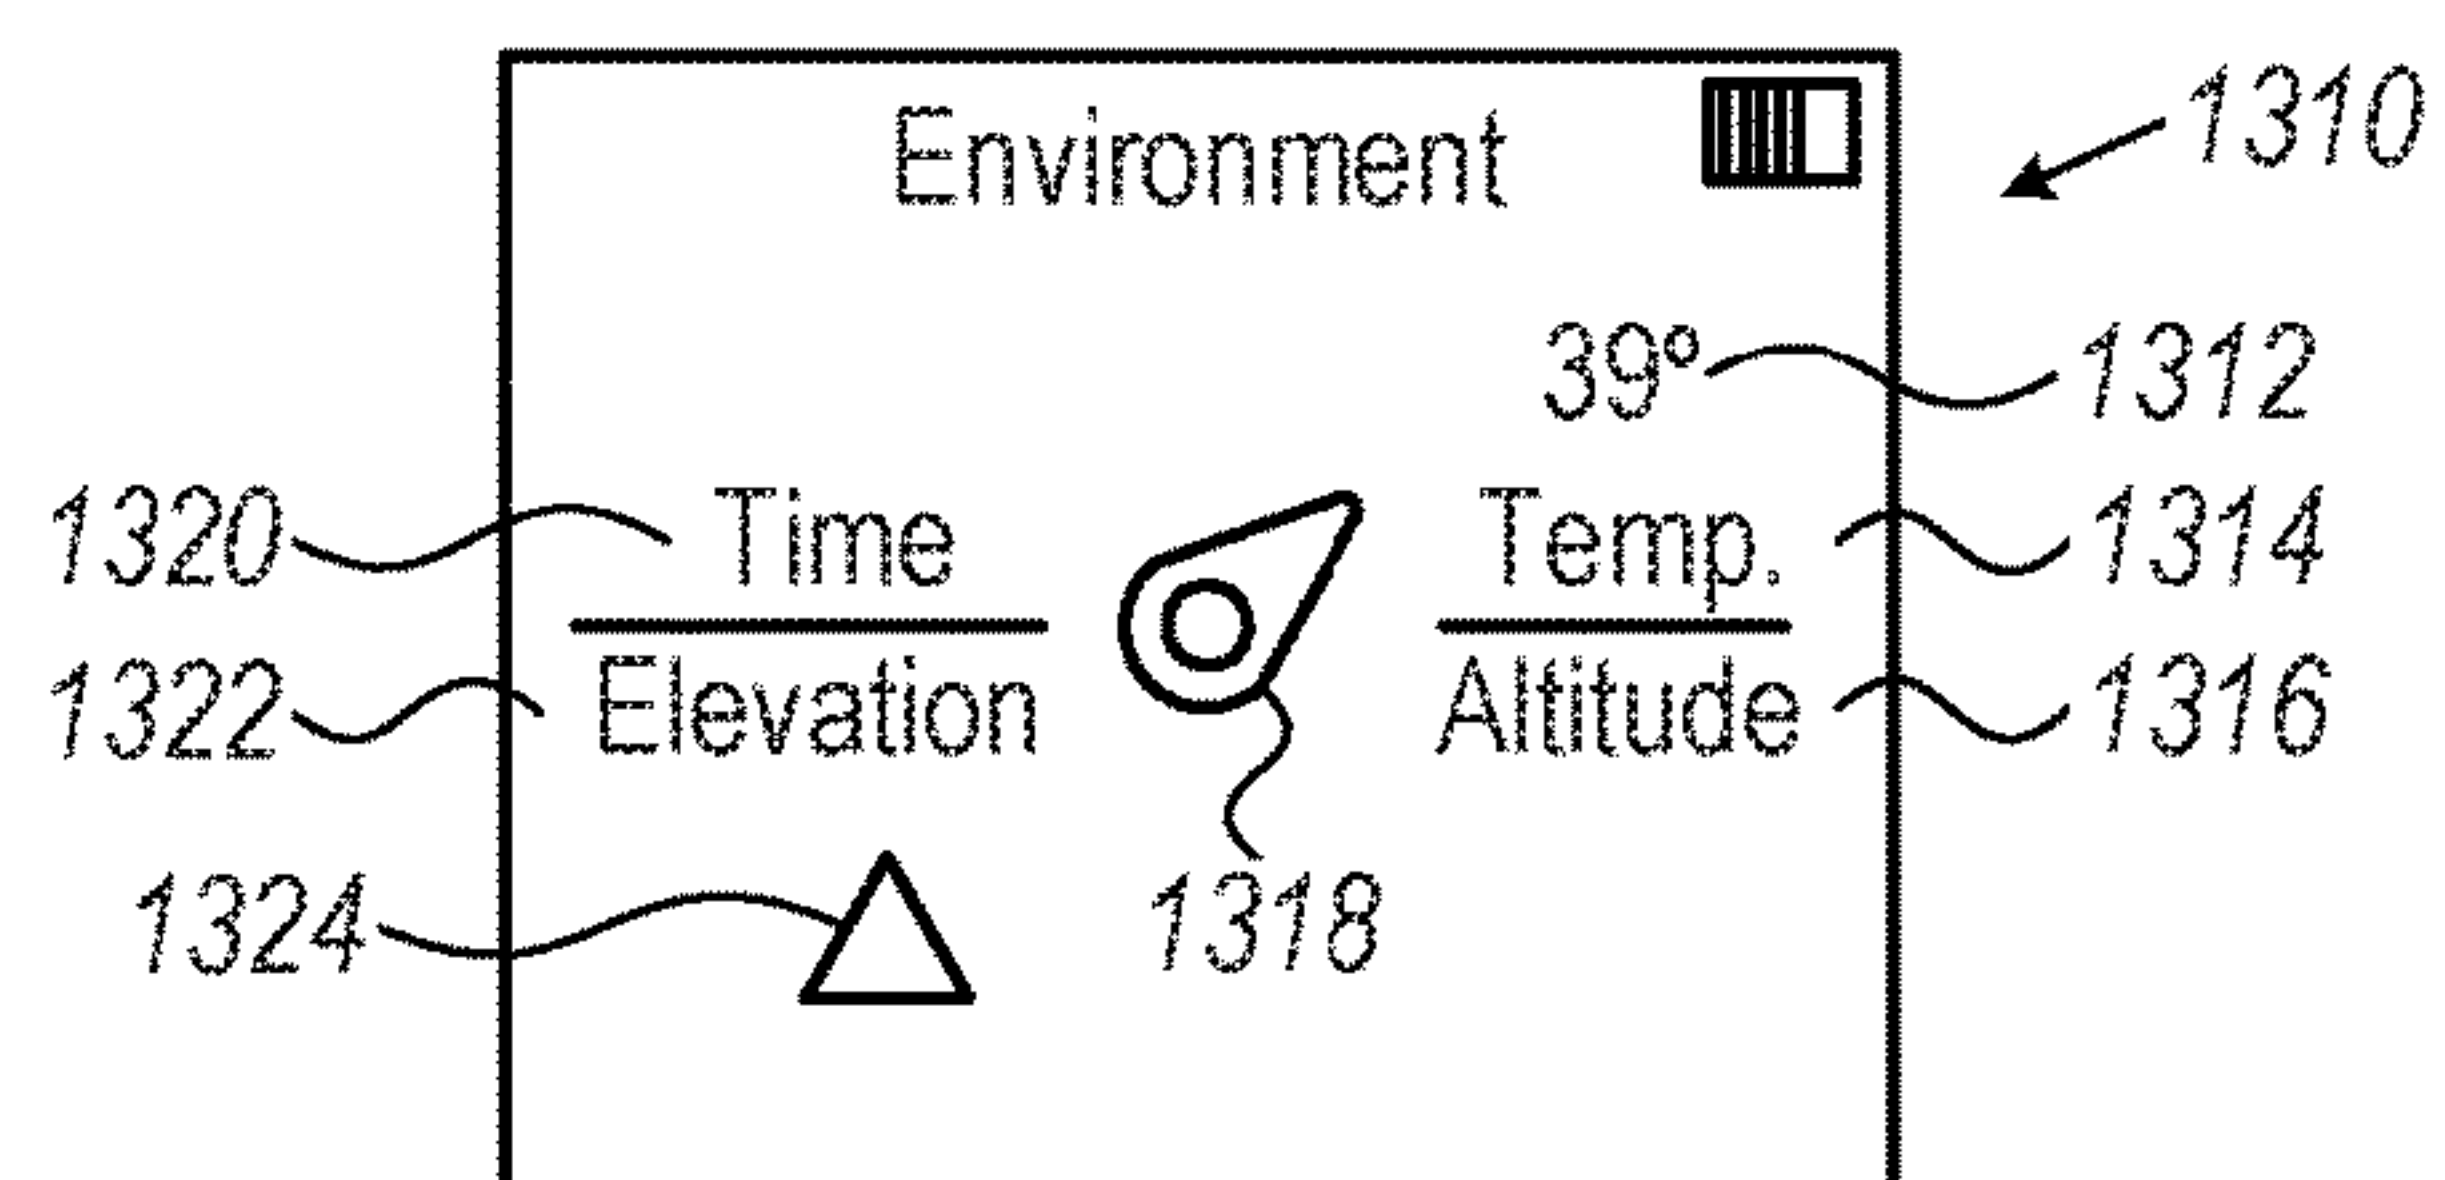 Environment 1310
39° 1312
1320 Time Temp. 1314
1322 Elevation Altitude 1316
1324 1318